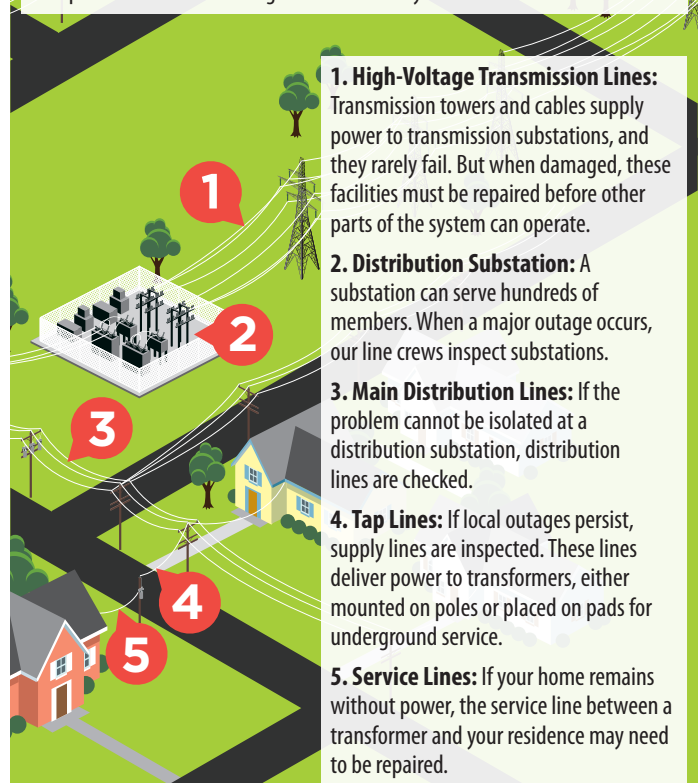 1. High-Voltage Transmission Lines:
Transmission towers and cables supply
power to transmission substations, and
they rarely fail. But when damaged, these
facilities must be repaired before other
parts of the system can operate.
2. Distribution Substation: A
substation can serve hundreds of
members. When a major outage occurs,
our line crews inspect substations.
3. Main Distribution Lines: If the
problem cannot be isolated at a
distribution substation, distribution
lines are checked.
4. Tap Lines: If local outages persist,
supply lines are inspected. These lines
deliver power to transformers, either
mounted on poles or placed on pads for
underground service.
5. Service Lines: If your home remains
without power, the service line between a
transformer and your residence may need
to be repaired.
1
2
3
4
5